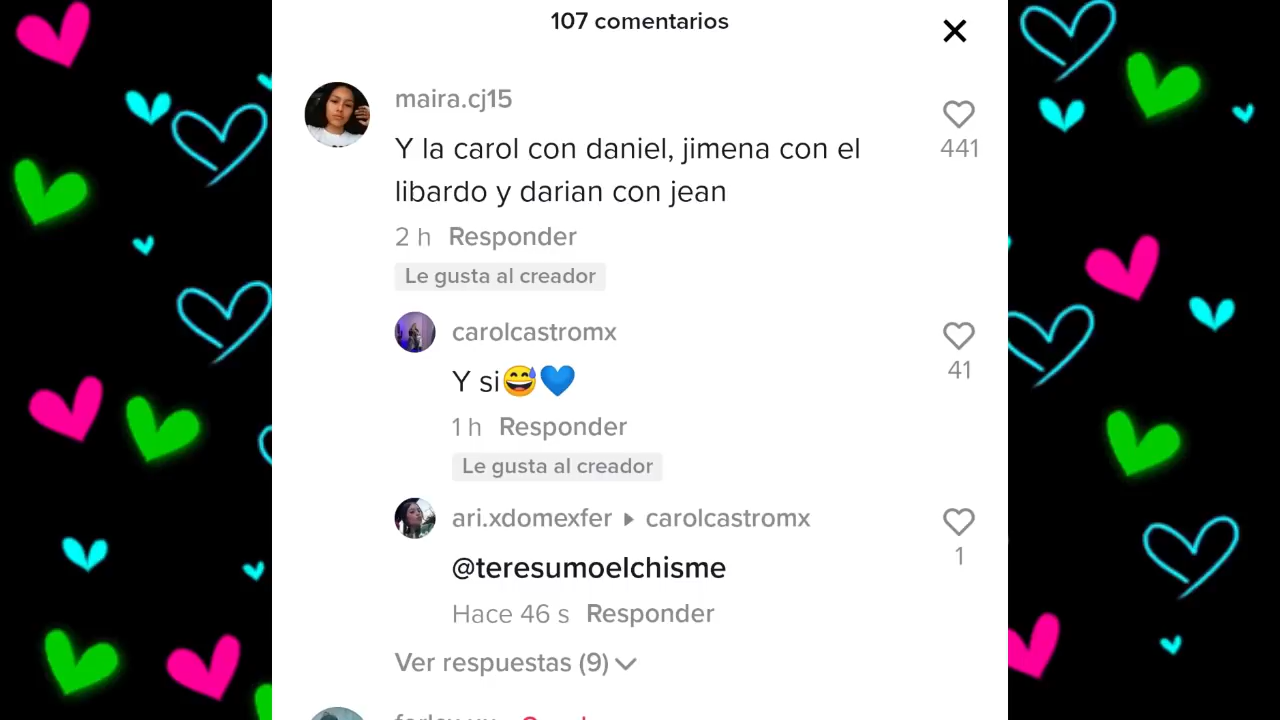 107 comentarios
maira.cj15
Y la carol con daniel, jimena con el
libardo y darian con jean
441
2 h Responder
Le gusta al creador
carolcastromx
Y si😅💙
41
1 h Responder
Le gusta al creador
ari.xdomexfer ▸ carolcastromx
@teresumoelchisme
1
Hace 46 s Responder
Ver respuestas (9)